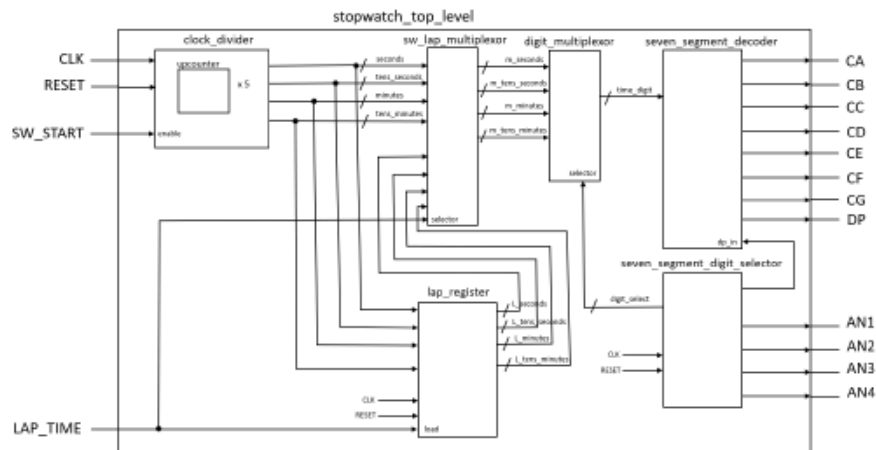 stopwatch_top_level
clock_divider
sw_lap_multiplexor
digit_multiplexor
seven_segment_decoder
CLK
RESET
SW_START
upcounter
x 5
enable
seconds
tens_seconds
minutes
tens_minutes
selector
m_seconds
m_tens_seconds
m_minutes
m_tens_minutes
selector
time_digit
dp_in
CA
CB
CC
CD
CE
CF
CG
DP
seven_segment_digit_selector
digit_select
CLK
RESET
AN1
AN2
AN3
AN4
lap_register
L_seconds
L_tens_seconds
L_minutes
L_tens_minutes
CLK
RESET
load
LAP_TIME